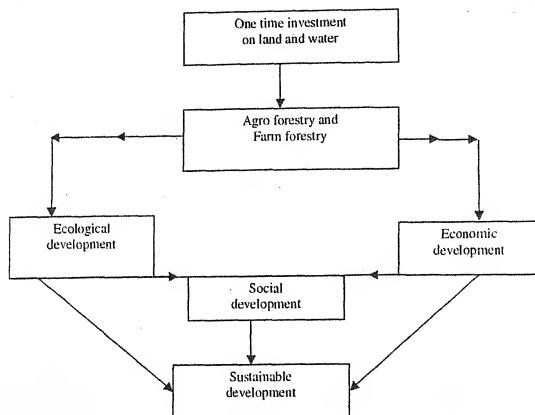 One time investment
on land and water
Agro forestry and
Farm forestry
Ecological
development
Economic
development
Social
development
Sustainable
development